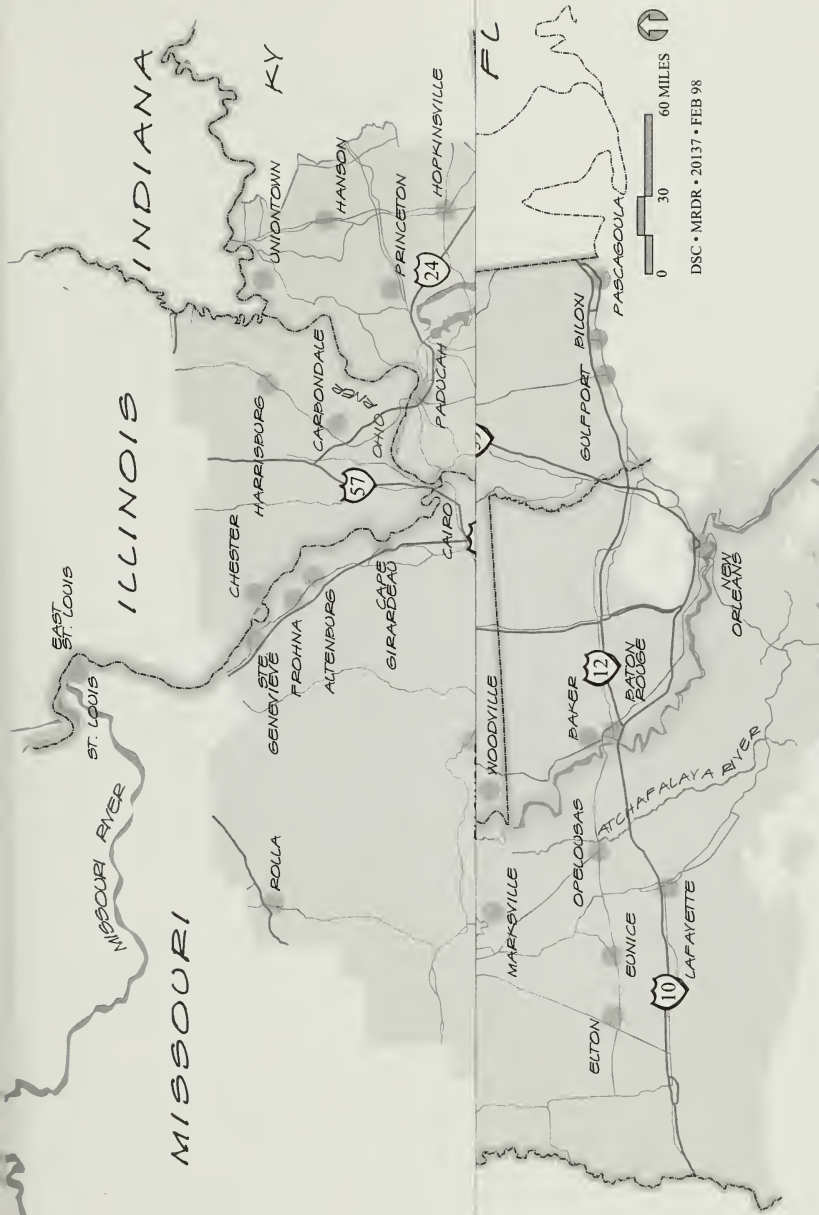 INDIANA
ILLINOIS
MISSOURI
KY
FL
EAST
ST. LOUIS
ST. LOUIS
MISSOURI RIVER
CHESTER
HARRISBURG
CARBONDALE
UNIONTOWN
HANSON
STE
GENEVIEVE
FROHNA
ALTENBURG
CAPE
GIRARDEAU
CAIRO
OHIO
RIVER
PADUCAH
PRINCETON
HOPKINSVILLE
ROLLA
57
24
MARKSVILLE
WOODVILLE
OPELOUSAS
ATCHAFALAYA RIVER
BAKER
BATON
ROUGE
12
ELTON
EUNICE
10
LAFAYETTE
NEW
ORLEANS
GULFPORT
BILOXI
PASCAGOULA
0 30 60 MILES
DSC • MRDR • 20137 • FEB 98